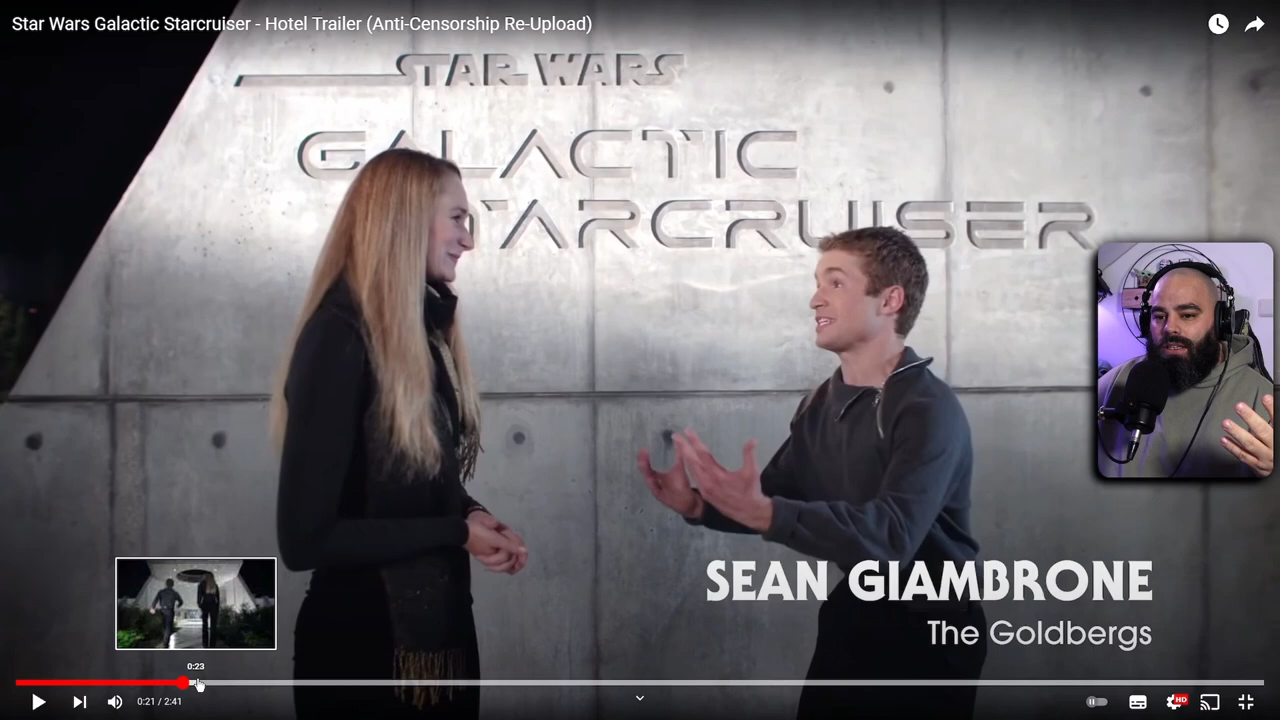 Star Wars Galactic Starcruiser - Hotel Trailer (Anti-Censorship Re-Upload)
STAR WARS
GALACTIC
STARCRUISER
SEAN GIAMBRONE
The Goldbergs
0:23
0:21 / 2:41
HD